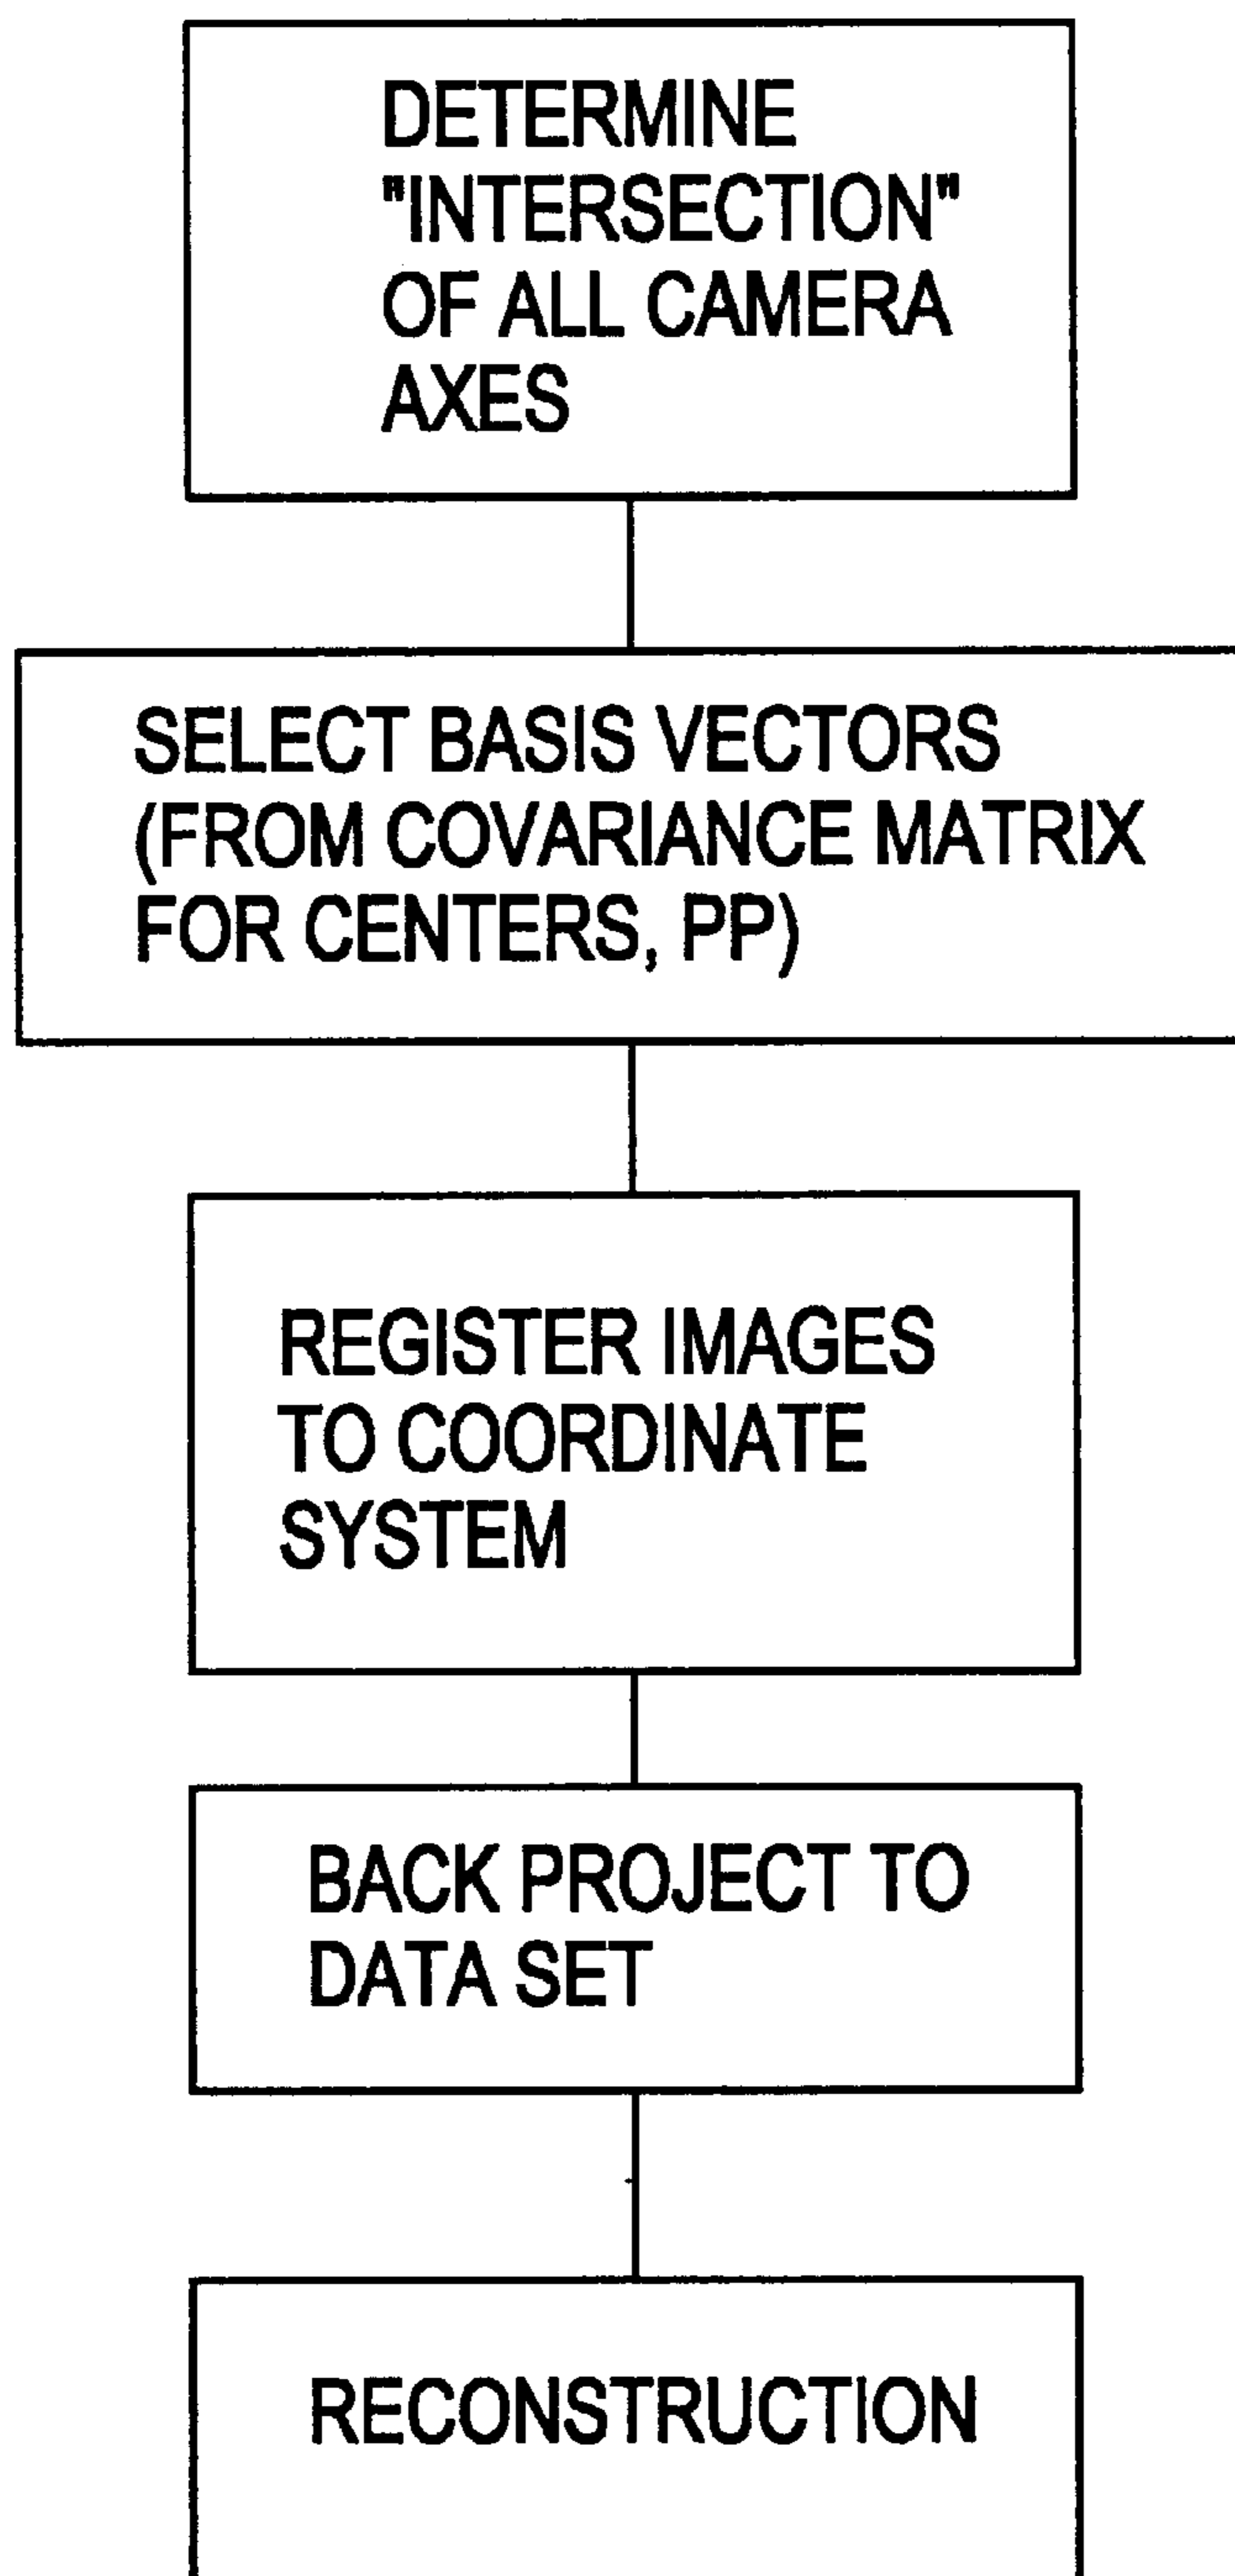 DETERMINE
"INTERSECTION"
OF ALL CAMERA
AXES
SELECT BASIS VECTORS
(FROM COVARIANCE MATRIX
FOR CENTERS, PP)
REGISTER IMAGES
TO COORDINATE
SYSTEM
BACK PROJECT TO
DATA SET
RECONSTRUCTION